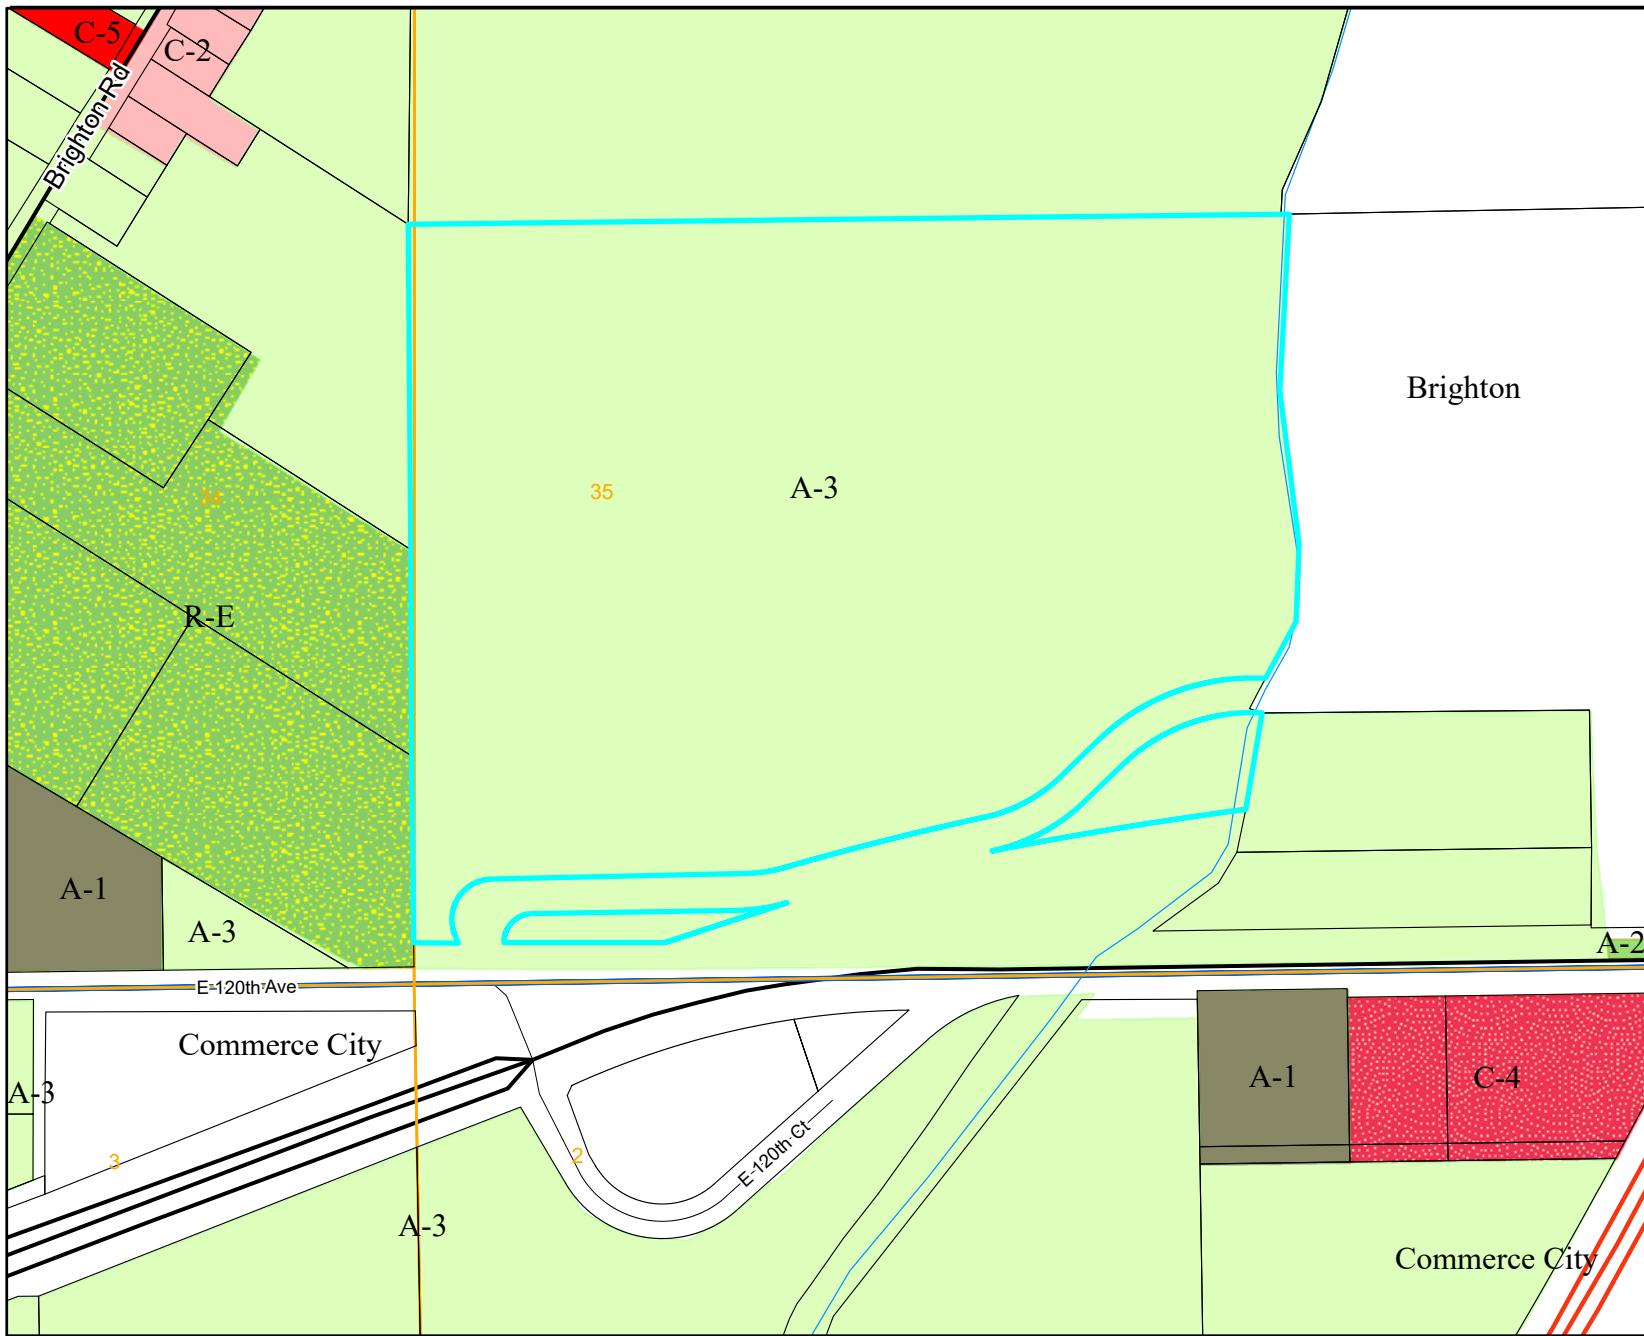 C-5
C-2
Brighton Rd
Brighton
34
35
A-3
R-E
A-1
A-3
A-2
E 120th Ave
Commerce City
A-3
A-1
C-4
3
2
E 120th Ct
A-3
Commerce City